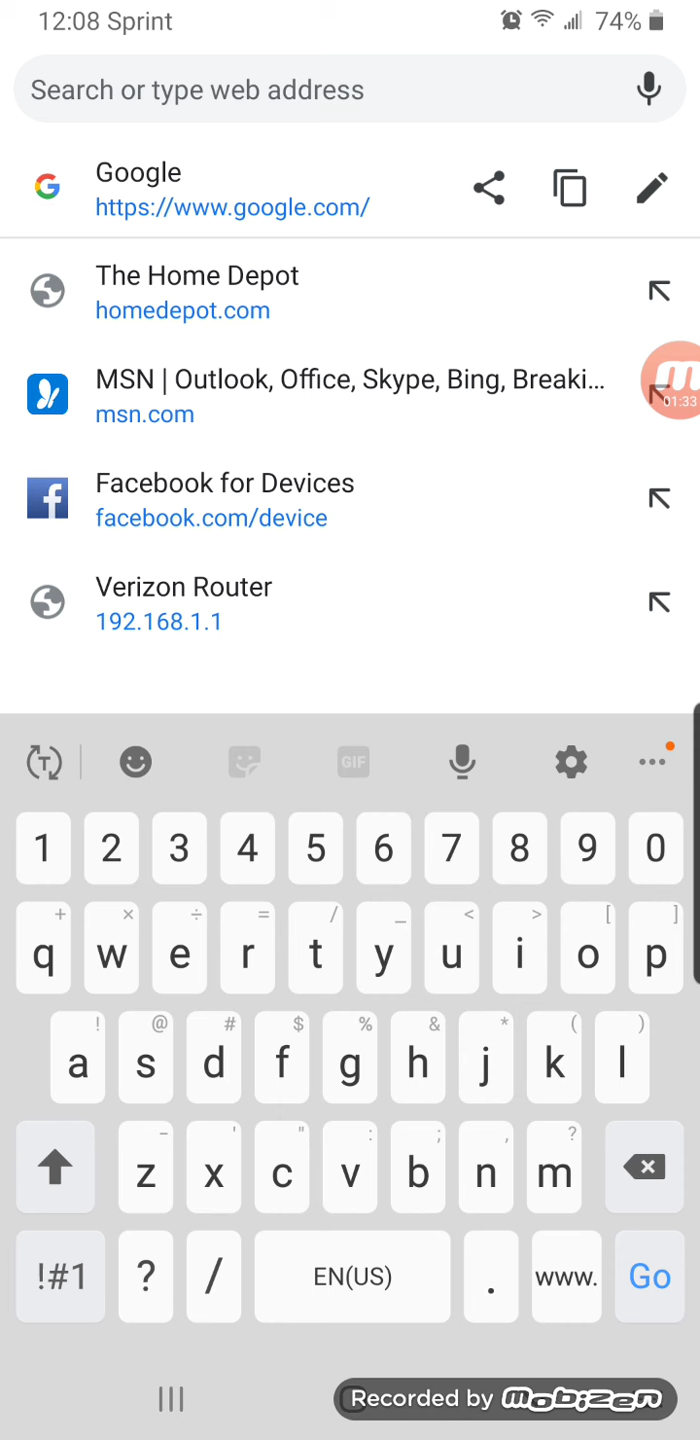 12:08 Sprint 74%
Search or type web address
Google
https://www.google.com/
The Home Depot
homedepot.com
MSN | Outlook, Office, Skype, Bing, Breaki...
msn.com
01:33
Facebook for Devices
facebook.com/device
Verizon Router
192.168.1.1
T GIF
1 2 3 4 5 6 7 8 9 0
+ × ÷ = / _ < > [ ]
q w e r t y u i o p
! @ # $ % & * ( )
a s d f g h j k l
- ' " : ; , ?
z x c v b n m
!#1 ? / EN(US) . www. Go
Recorded by mobizen